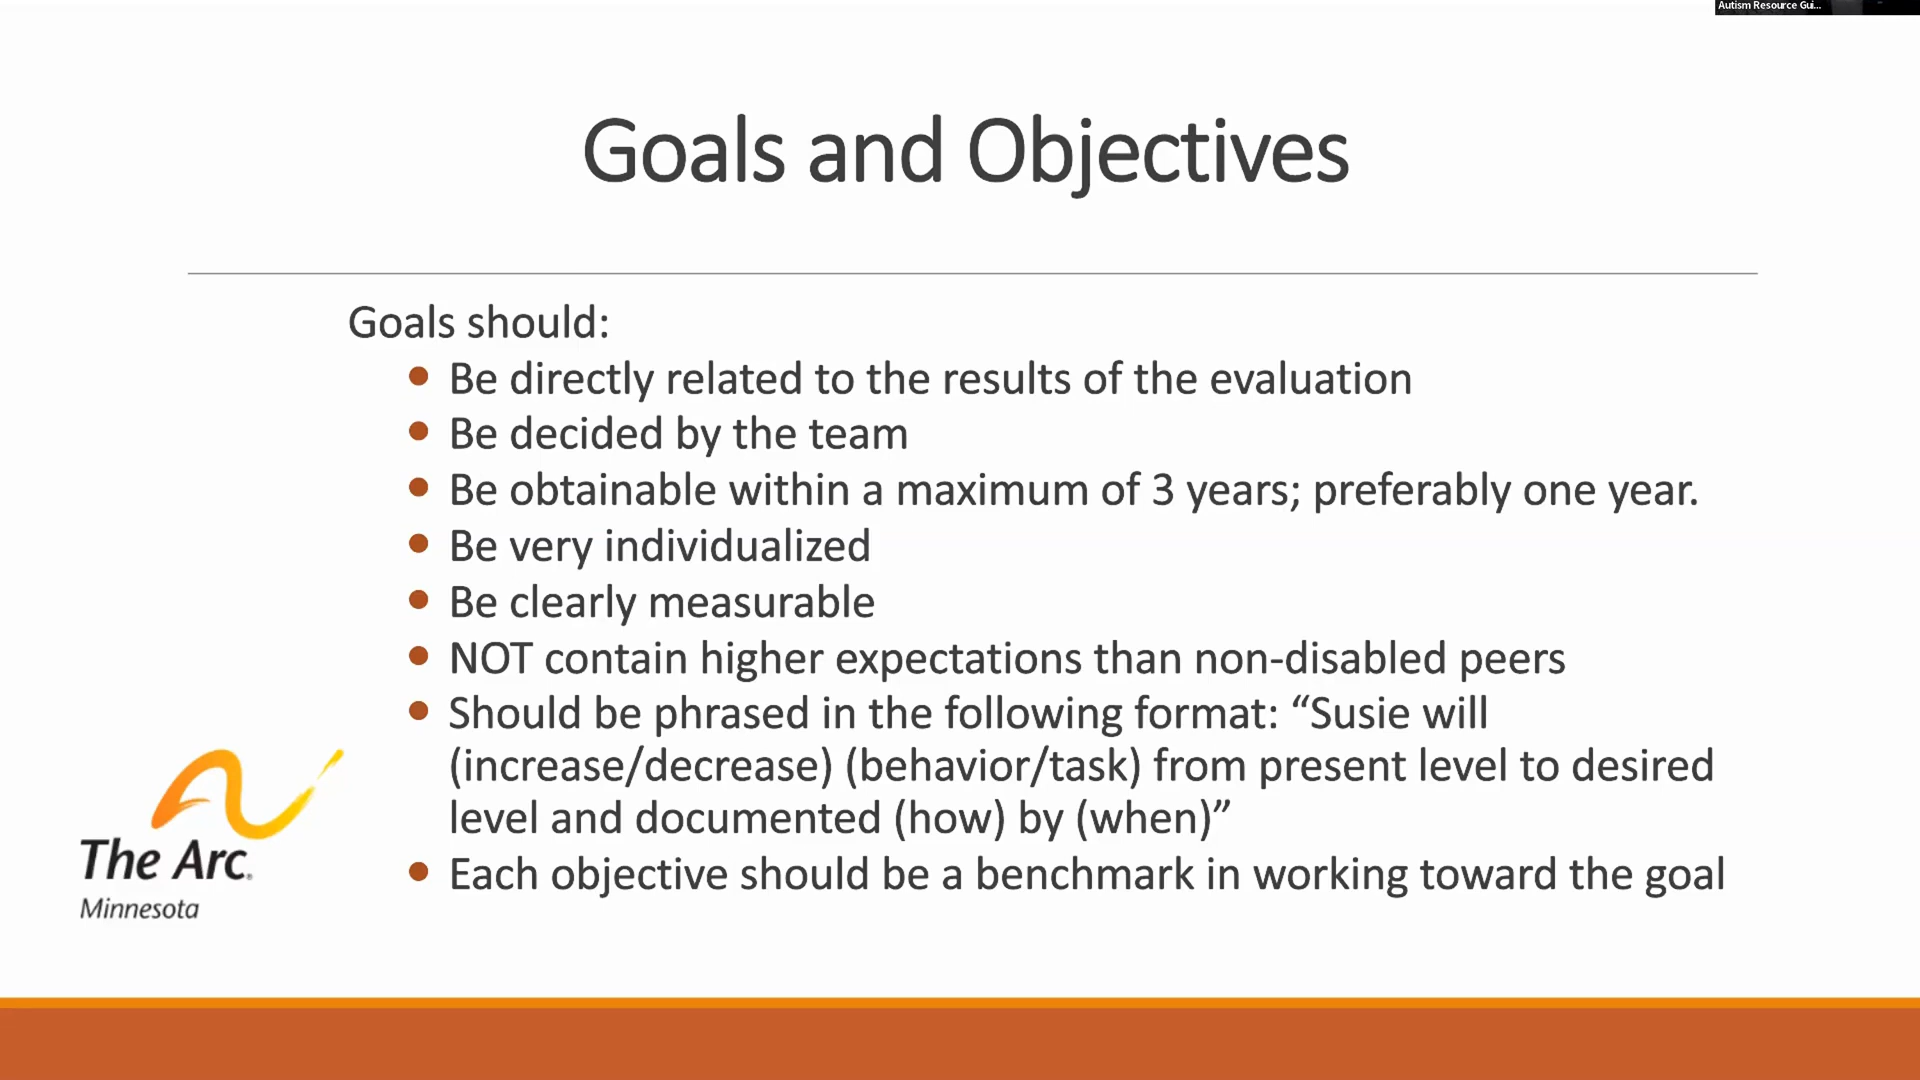 Autism Resource Gui...
Goals and Objectives
Goals should:
Be directly related to the results of the evaluation
Be decided by the team
Be obtainable within a maximum of 3 years; preferably one year.
Be very individualized
Be clearly measurable
NOT contain higher expectations than non-disabled peers
Should be phrased in the following format: “Susie will
(increase/decrease) (behavior/task) from present level to desired
level and documented (how) by (when)”
Each objective should be a benchmark in working toward the goal
The Arc®
Minnesota